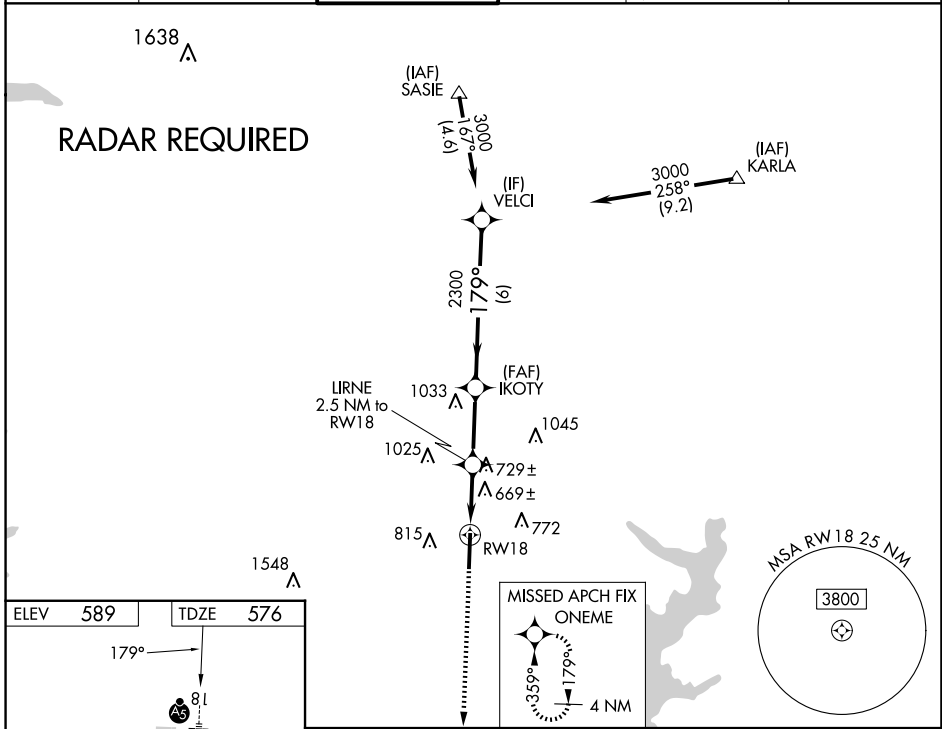 1638
RADAR REQUIRED
(IAF)
SASIE
3000
167°
(4.6)
(IAF)
KARLA
3000
258°
(9.2)
(IF)
VELCI
2300
179°
(6)
(FAF)
IKOTY
LIRNE
2.5 NM to
RW18
1033
1045
1025
729±
669±
815
772
RW18
1548
MSA RW18 25 NM
3800
MISSED APCH FIX
ONEME
359°
179°
4 NM
ELEV 589
TDZE 576
179°
18
A5